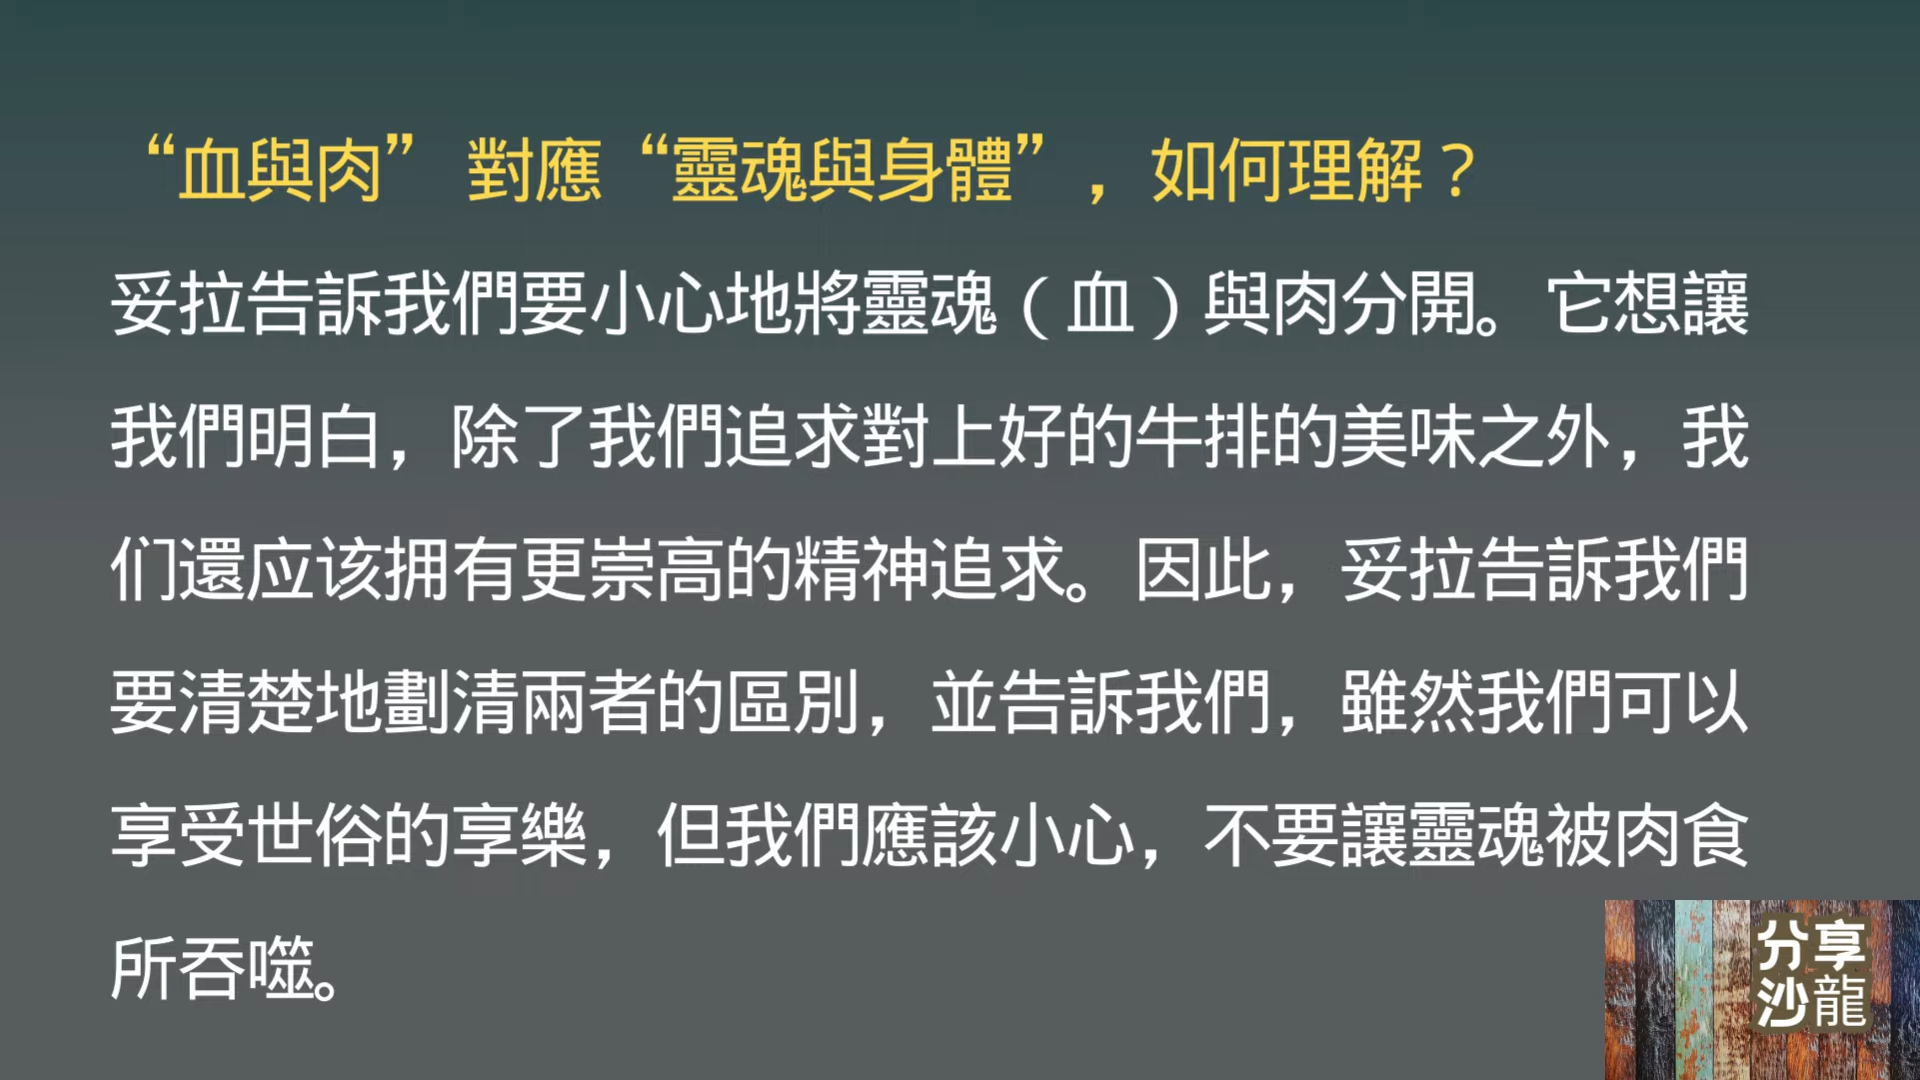 “血與肉” 對應“靈魂與身體”，如何理解？
妥拉告訴我們要小心地將靈魂（血）與肉分開。它想讓
我們明白，除了我們追求對上好的牛排的美味之外，我
们還应该拥有更崇高的精神追求。因此，妥拉告訴我們
要清楚地劃清兩者的區別，並告訴我們，雖然我們可以
享受世俗的享樂，但我們應該小心，不要讓靈魂被肉食
所吞噬。
分享
沙龍